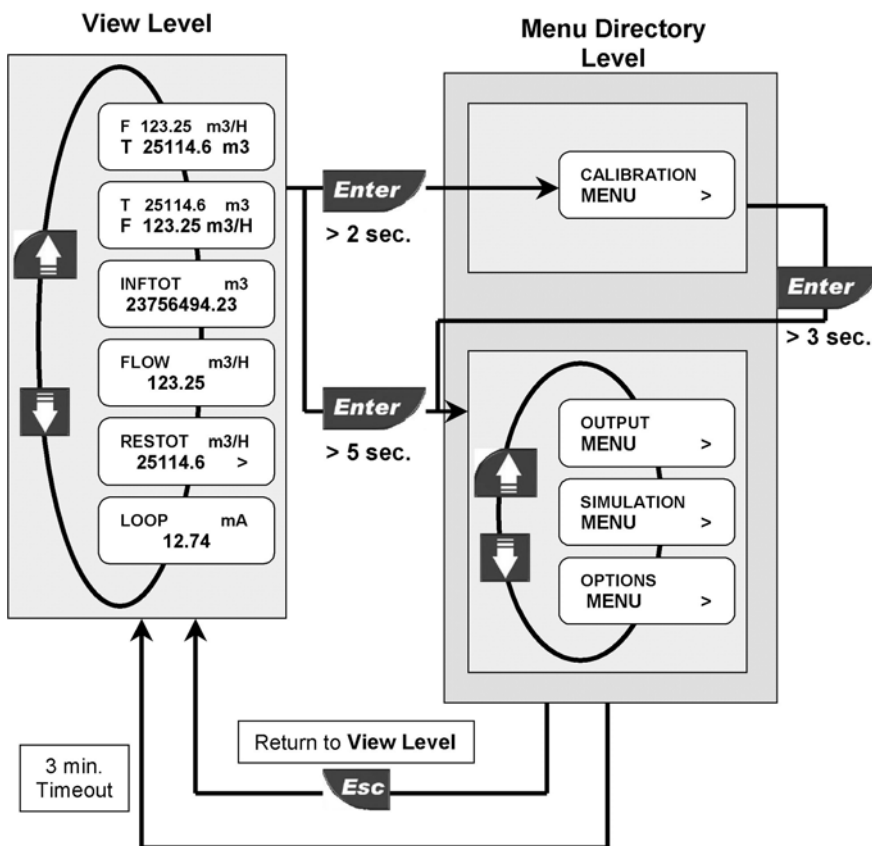 View Level
F 123.25 m3/H
T 25114.6 m3
T 25114.6 m3
F 123.25 m3/H
INFTOT m3
23756494.23
FLOW m3/H
123.25
RESTOT m3/H
25114.6 >
LOOP mA
12.74
Enter
> 2 sec.
Enter
> 5 sec.
Menu Directory
Level
CALIBRATION
MENU >
Enter
> 3 sec.
OUTPUT
MENU >
SIMULATION
MENU >
OPTIONS
MENU >
Return to View Level
Esc
3 min.
Timeout